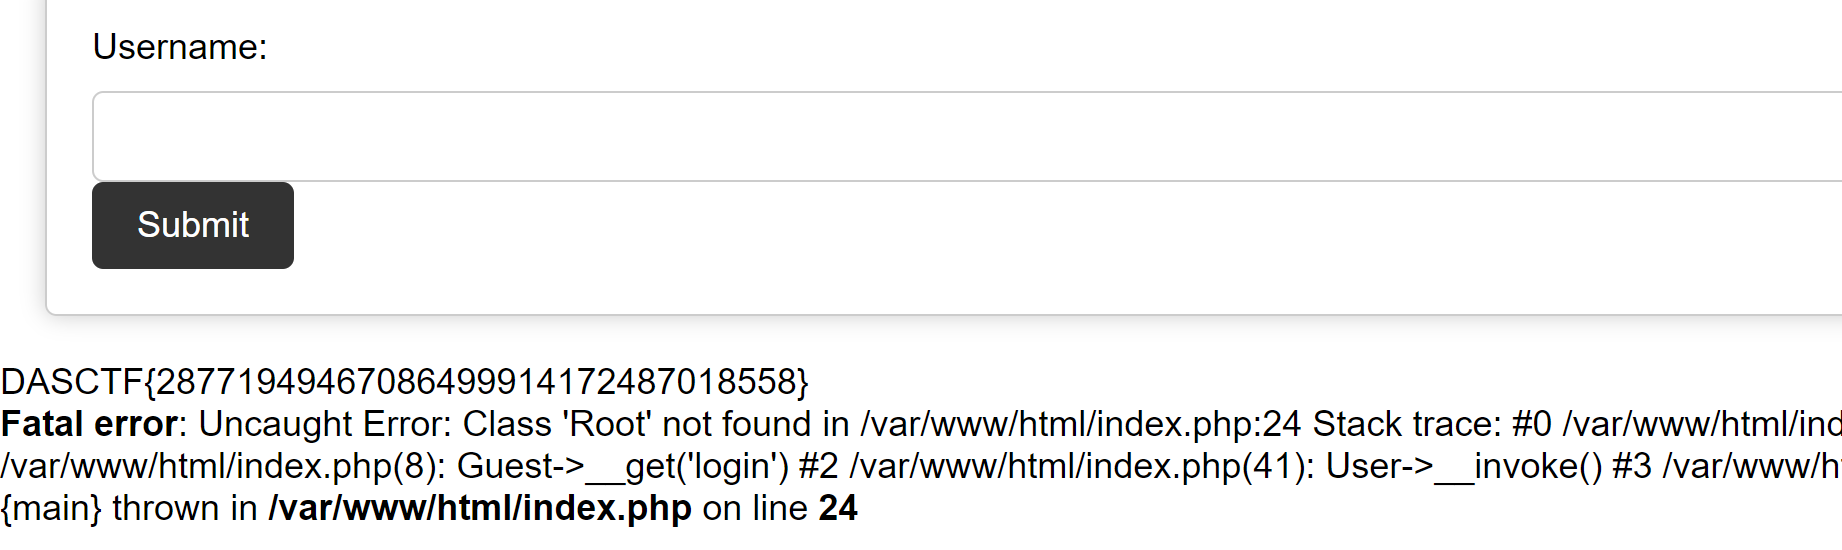 Username:
Submit
DASCTF{28771949467086499914172487018558}
Fatal error: Uncaught Error: Class 'Root' not found in /var/www/html/index.php:24 Stack trace: #0 /var/www/html/ind
/var/www/html/index.php(8): Guest->__get('login') #2 /var/www/html/index.php(41): User->__invoke() #3 /var/www/h
{main} thrown in /var/www/html/index.php on line 24